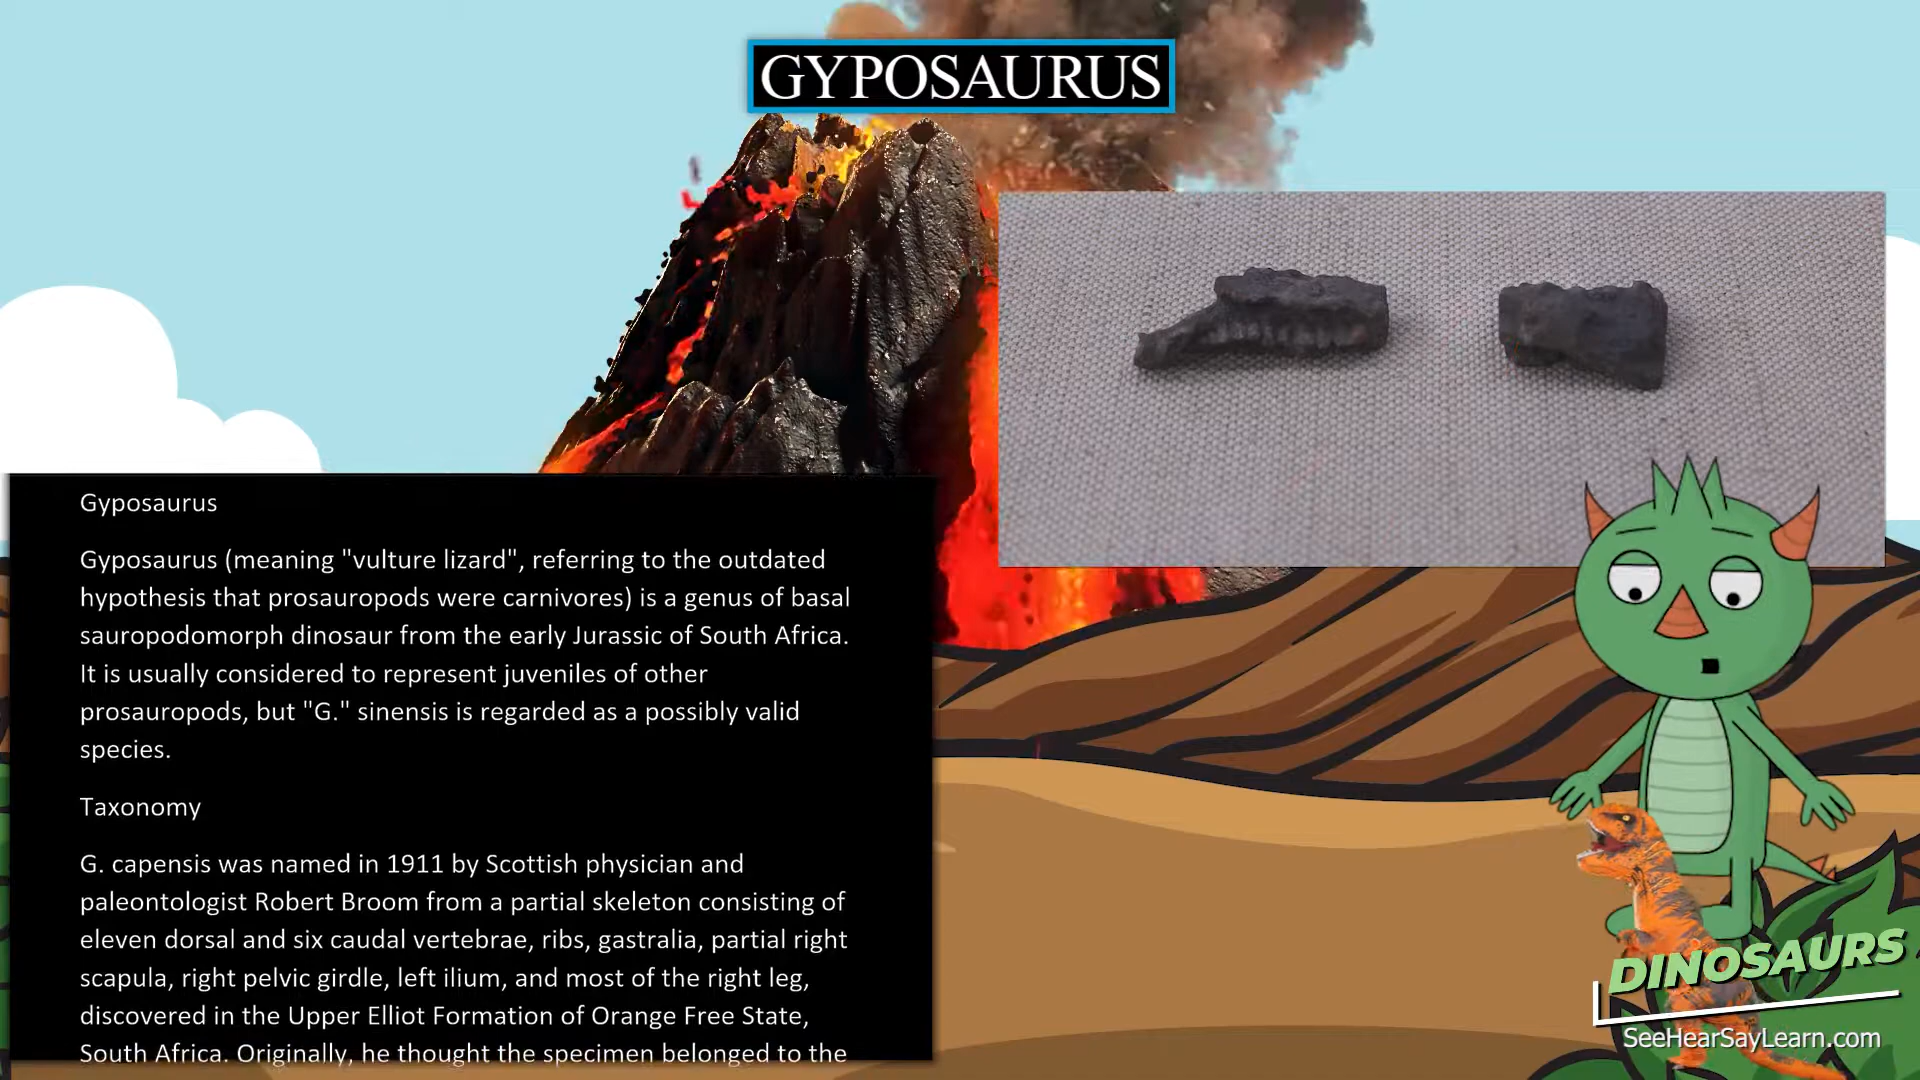 GYPOSAURUS
Gyposaurus
Gyposaurus (meaning "vulture lizard", referring to the outdated
hypothesis that prosauropods were carnivores) is a genus of basal
sauropodomorph dinosaur from the early Jurassic of South Africa.
It is usually considered to represent juveniles of other
prosauropods, but "G." sinensis is regarded as a possibly valid
species.
Taxonomy
G. capensis was named in 1911 by Scottish physician and
paleontologist Robert Broom from a partial skeleton consisting of
eleven dorsal and six caudal vertebrae, ribs, gastralia, partial right
scapula, right pelvic girdle, left ilium, and most of the right leg,
discovered in the Upper Elliot Formation of Orange Free State,
South Africa. Originally, he thought the specimen belonged to the
DINOSAURS
SeeHearSayLearn.com